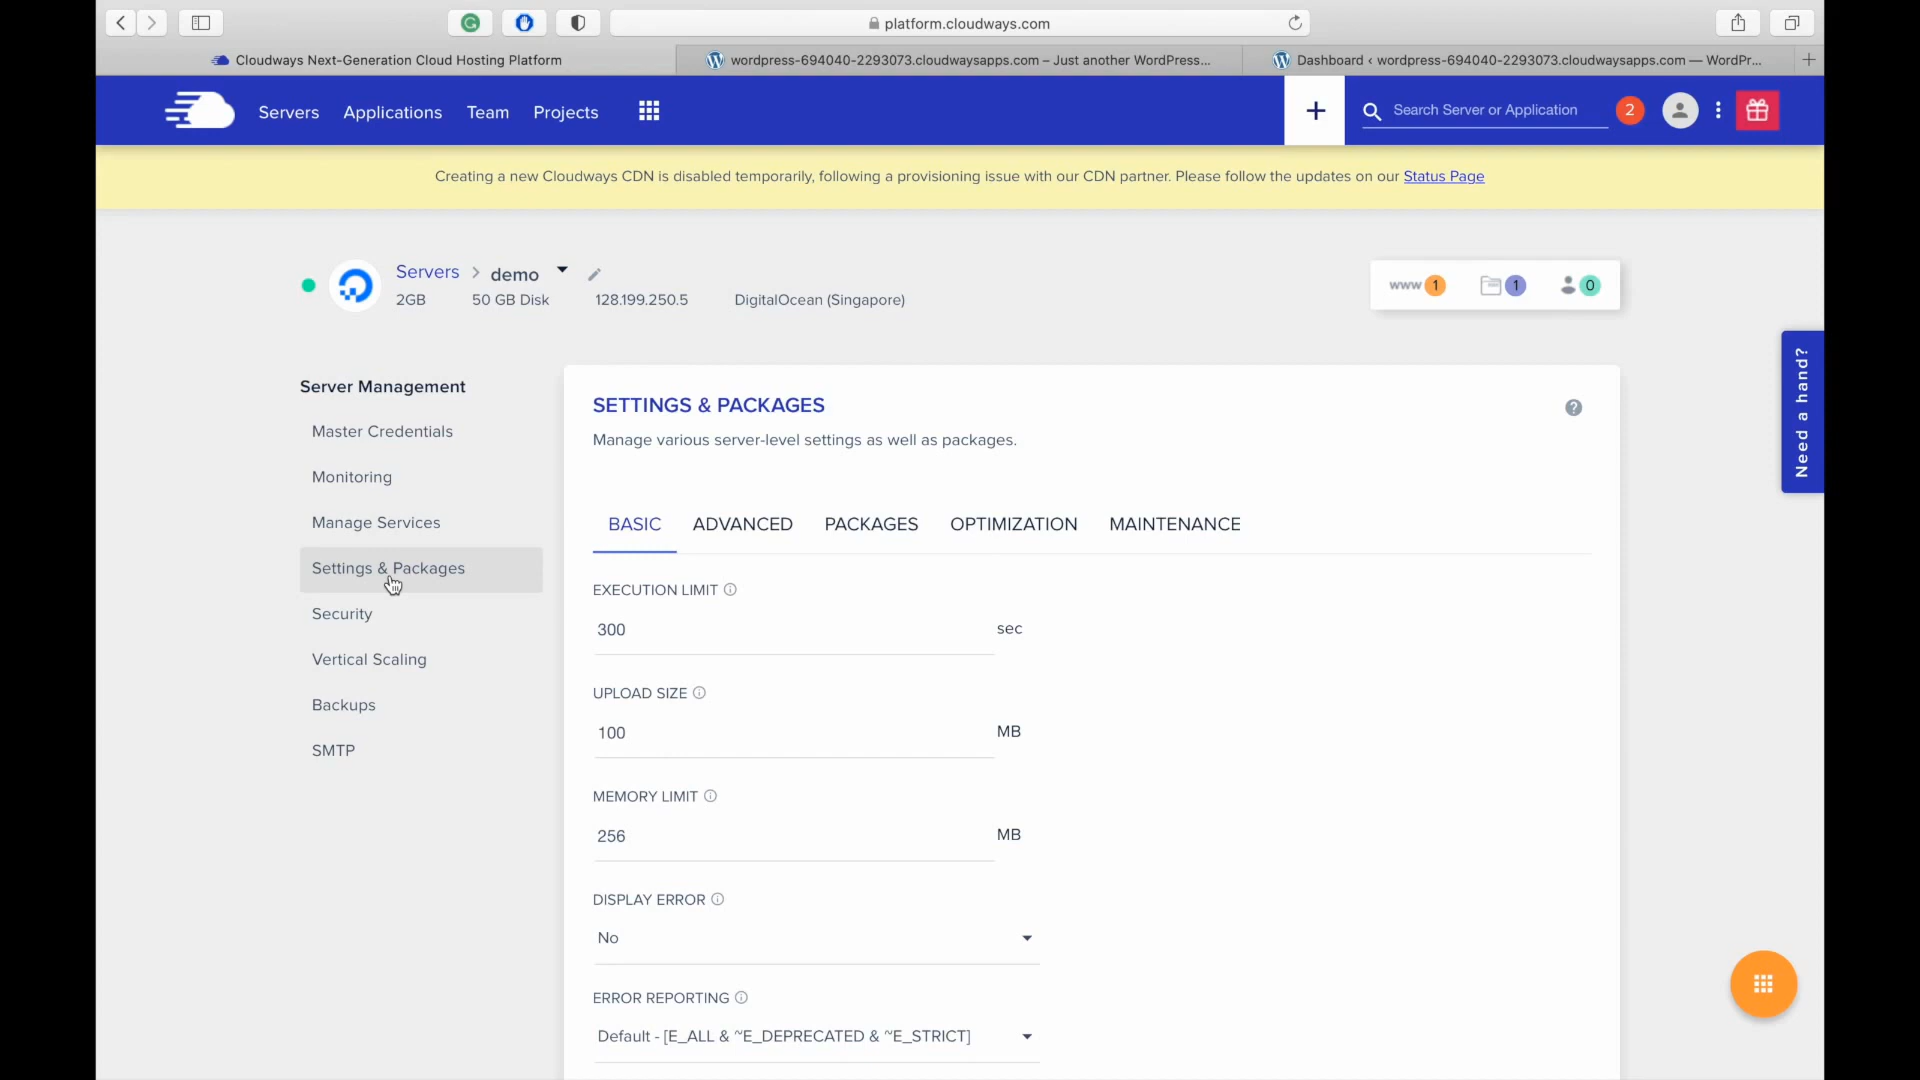 platform.cloudways.com
Cloudways Next-Generation Cloud Hosting Platform
wordpress-694040-2293073.cloudwaysapps.com – Just another WordPress...
Dashboard ‹ wordpress-694040-2293073.cloudwaysapps.com — WordPr...
Servers Applications Team Projects
Search Server or Application
2
Creating a new Cloudways CDN is disabled temporarily, following a provisioning issue with our CDN partner. Please follow the updates on our Status Page
Servers > demo
2GB 50 GB Disk 128.199.250.5 DigitalOcean (Singapore)
www 1 1 0
Need a hand?
Server Management
Master Credentials
Monitoring
Manage Services
Settings & Packages
Security
Vertical Scaling
Backups
SMTP
SETTINGS & PACKAGES
Manage various server-level settings as well as packages.
BASIC ADVANCED PACKAGES OPTIMIZATION MAINTENANCE
EXECUTION LIMIT
300 sec
UPLOAD SIZE
100 MB
MEMORY LIMIT
256 MB
DISPLAY ERROR
No
ERROR REPORTING
Default - [E_ALL & ~E_DEPRECATED & ~E_STRICT]